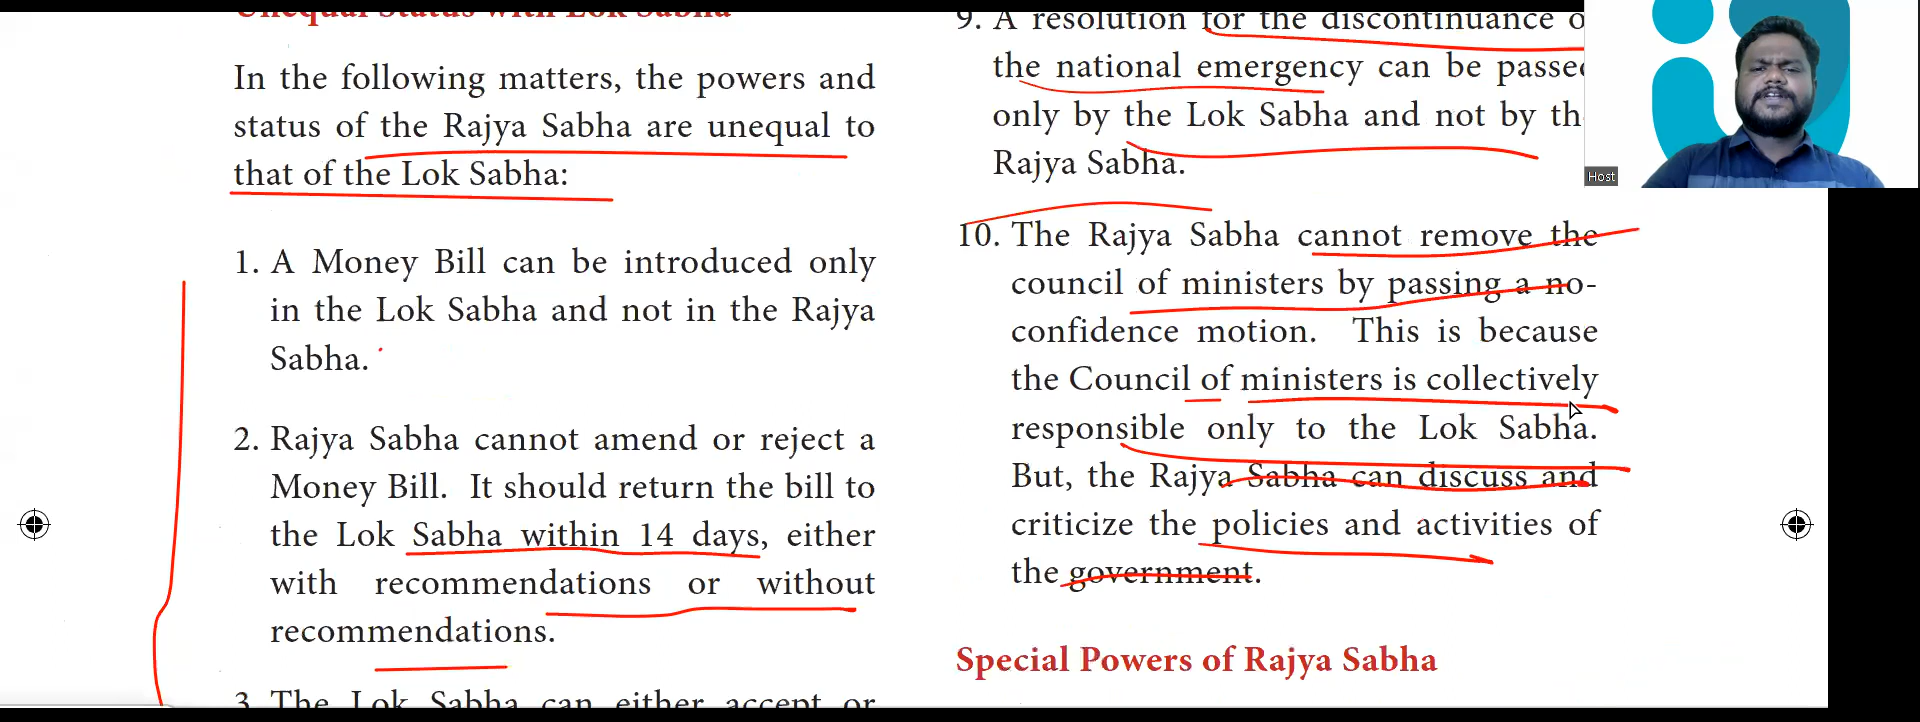 Unequal Status with Lok Sabha
In the following matters, the powers and
status of the Rajya Sabha are unequal to
that of the Lok Sabha:
1. A Money Bill can be introduced only
in the Lok Sabha and not in the Rajya
Sabha.
2. Rajya Sabha cannot amend or reject a
Money Bill. It should return the bill to
the Lok Sabha within 14 days, either
with recommendations or without
recommendations.
3. The Lok Sabha can either accept or
9. A resolution for the discontinuance
the national emergency can be
only by the Lok Sabha and not by
Rajya Sabha.
10. The Rajya Sabha cannot remove the
council of ministers by passing a no-
confidence motion. This is because
the Council of ministers is collectively
responsible only to the Lok Sabha.
But, the Rajya Sabha can discuss and
criticize the policies and activities of
the government.
Special Powers of Rajya Sabha
Host